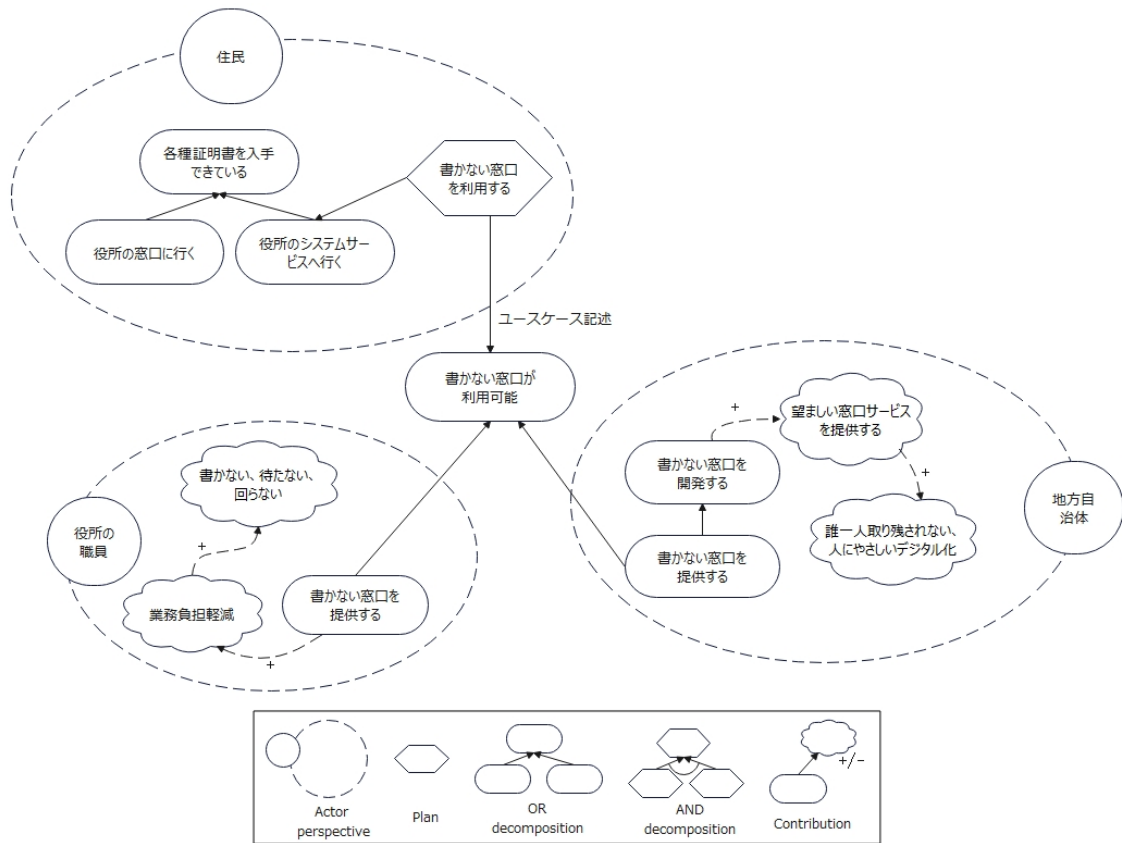 住民
各種証明書を入手
できている
書かない窓口
を利用する
役所の窓口に行く
役所のシステムサー
ビスへ行く
ユースケース記述
書かない窓口が
利用可能
+
望ましい窓口サービス
を提供する
書かない、待たない、
回らない
書かない窓口を
開発する
+
役所の
職員
地方自
治体
誰一人取り残されない、
人にやさしいデジタル化
+
書かない窓口を
提供する
業務負担軽減
書かない窓口を
提供する
+
+/-
Actor
perspective
Plan
OR
decomposition
AND
decomposition
Contribution